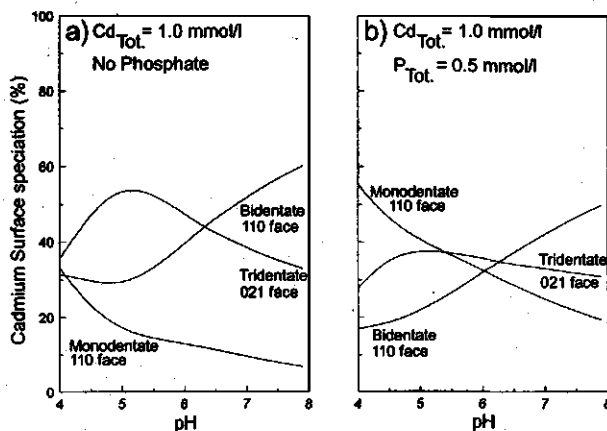 a) Cd Tot. = 1.0 mmol/l
No Phosphate
Cadmium Surface speciation (%)
100
80
60
40
20
0
Bidentate
110 face
Tridentate
021 face
Monodentate
110 face
4 5 6 7 8
pH
b) Cd Tot. = 1.0 mmol/l
P Tot. = 0.5 mmol/l
Monodentate
110 face
Tridentate
021 face
Bidentate
110 face
4 5 6 7 8
pH